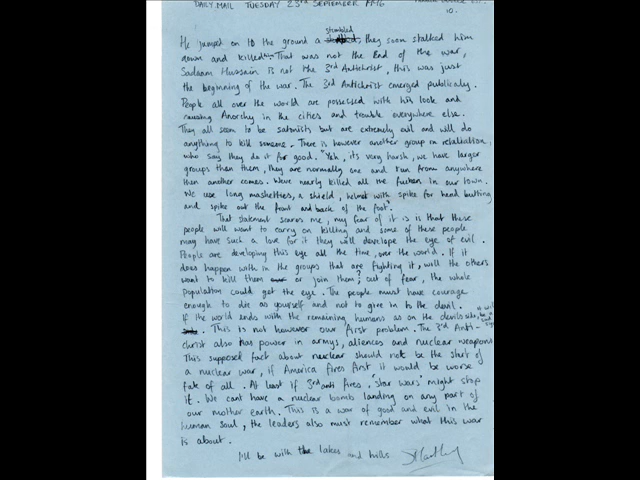 DAILY MAIL TUESDAY 23rd SEPTEMBER
10.
stumbled
He jumped on to the ground a they soon stalked him
down and killed him. That was not the End of the war,
Sadaam Hussain is not the 3rd Antichrist, this was just
the beginning of the war. The 3rd Antichrist emerged publicaly.
People all over the world are possessed with his look and
causing Anarchy in the cities and trouble everywhere else.
They all seem to be satanists but are extremly evil and will do
anything to kill someone. There is however another group in retaliation,
who say they do it for good. "Yeh, its very harsh, we have larger
groups than them, they are normally one and run from anywhere
then another comes. Weve nearly killed all the in our town.
We use long mashetties, a shield, helmet with spike for head butting
and spike out the front and back of the foot".
That statement scares me, my fear of it is is that these
people will want to carry on killing and some of these people
may have such a love for it they will develope the eye of evil.
People are developing this eye all the time, over the world. If it
does happen with in the groups that are fighting it, will the others
want to kill them or join them? out of fear, the whole
population could get the eye. The people must have courage
enough to die as yourself and not to give in to the devil.
If the world ends with the remaining humans as on the devils side, it will
be
This is not however our first problem. The 3rd Anti-
christ also has power in armys, aliences and nuclear weapons
This supposed fact about nuclear should not be the start of
a nuclear war, if America fires first it would be worse
fate of all. At least if 3rd anti fires, 'star wars' might stop
it. We cant have a nuclear bomb landing on any part of
our mother earth. This is a war of good and evil in the
human soul, the leaders also must remember what this war
is about.
I'll be with the lakes and hills